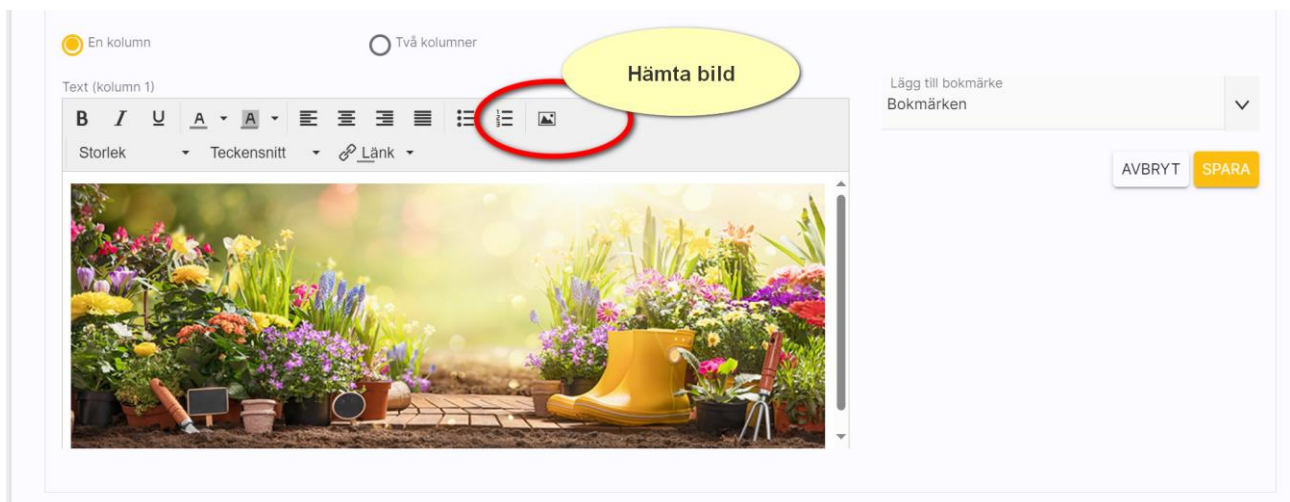 En kolumn
Två kolumner
Hämta bild
Text (kolumn 1)
Lägg till bokmärke
Bokmärken
B I U A A
Storlek Teckensnitt Länk
AVBRYT SPARA